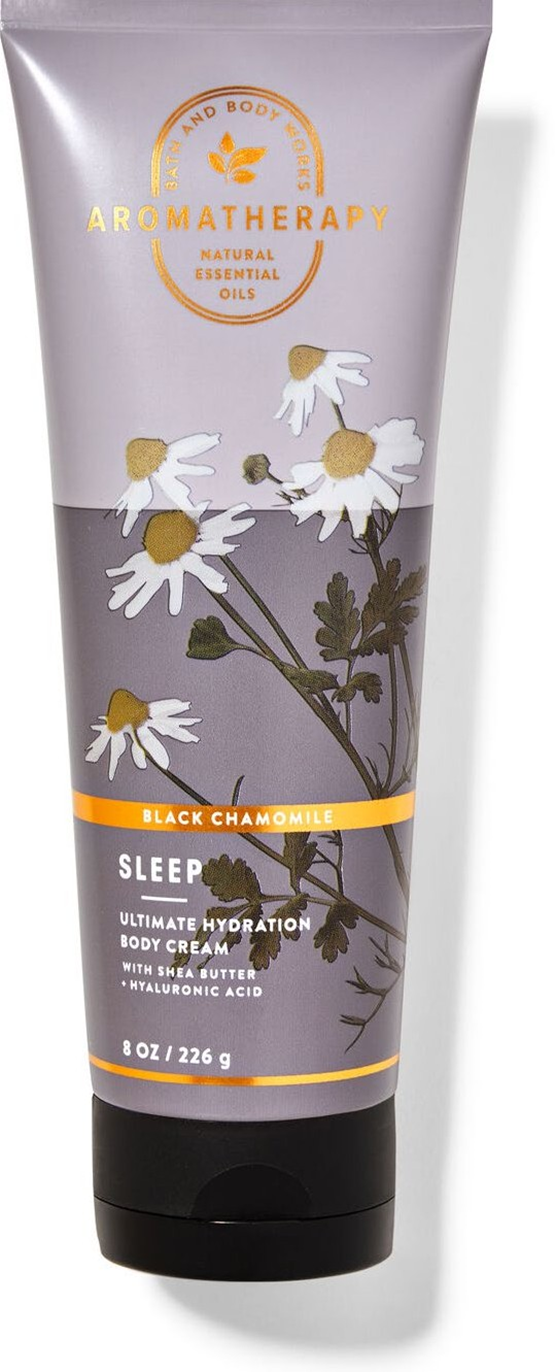 BATH AND BODY WORKS
AROMATHERAPY
NATURAL
ESSENTIAL
OILS
BLACK CHAMOMILE
SLEEP
ULTIMATE HYDRATION
BODY CREAM
WITH SHEA BUTTER
+ HYALURONIC ACID
8 OZ / 226 g